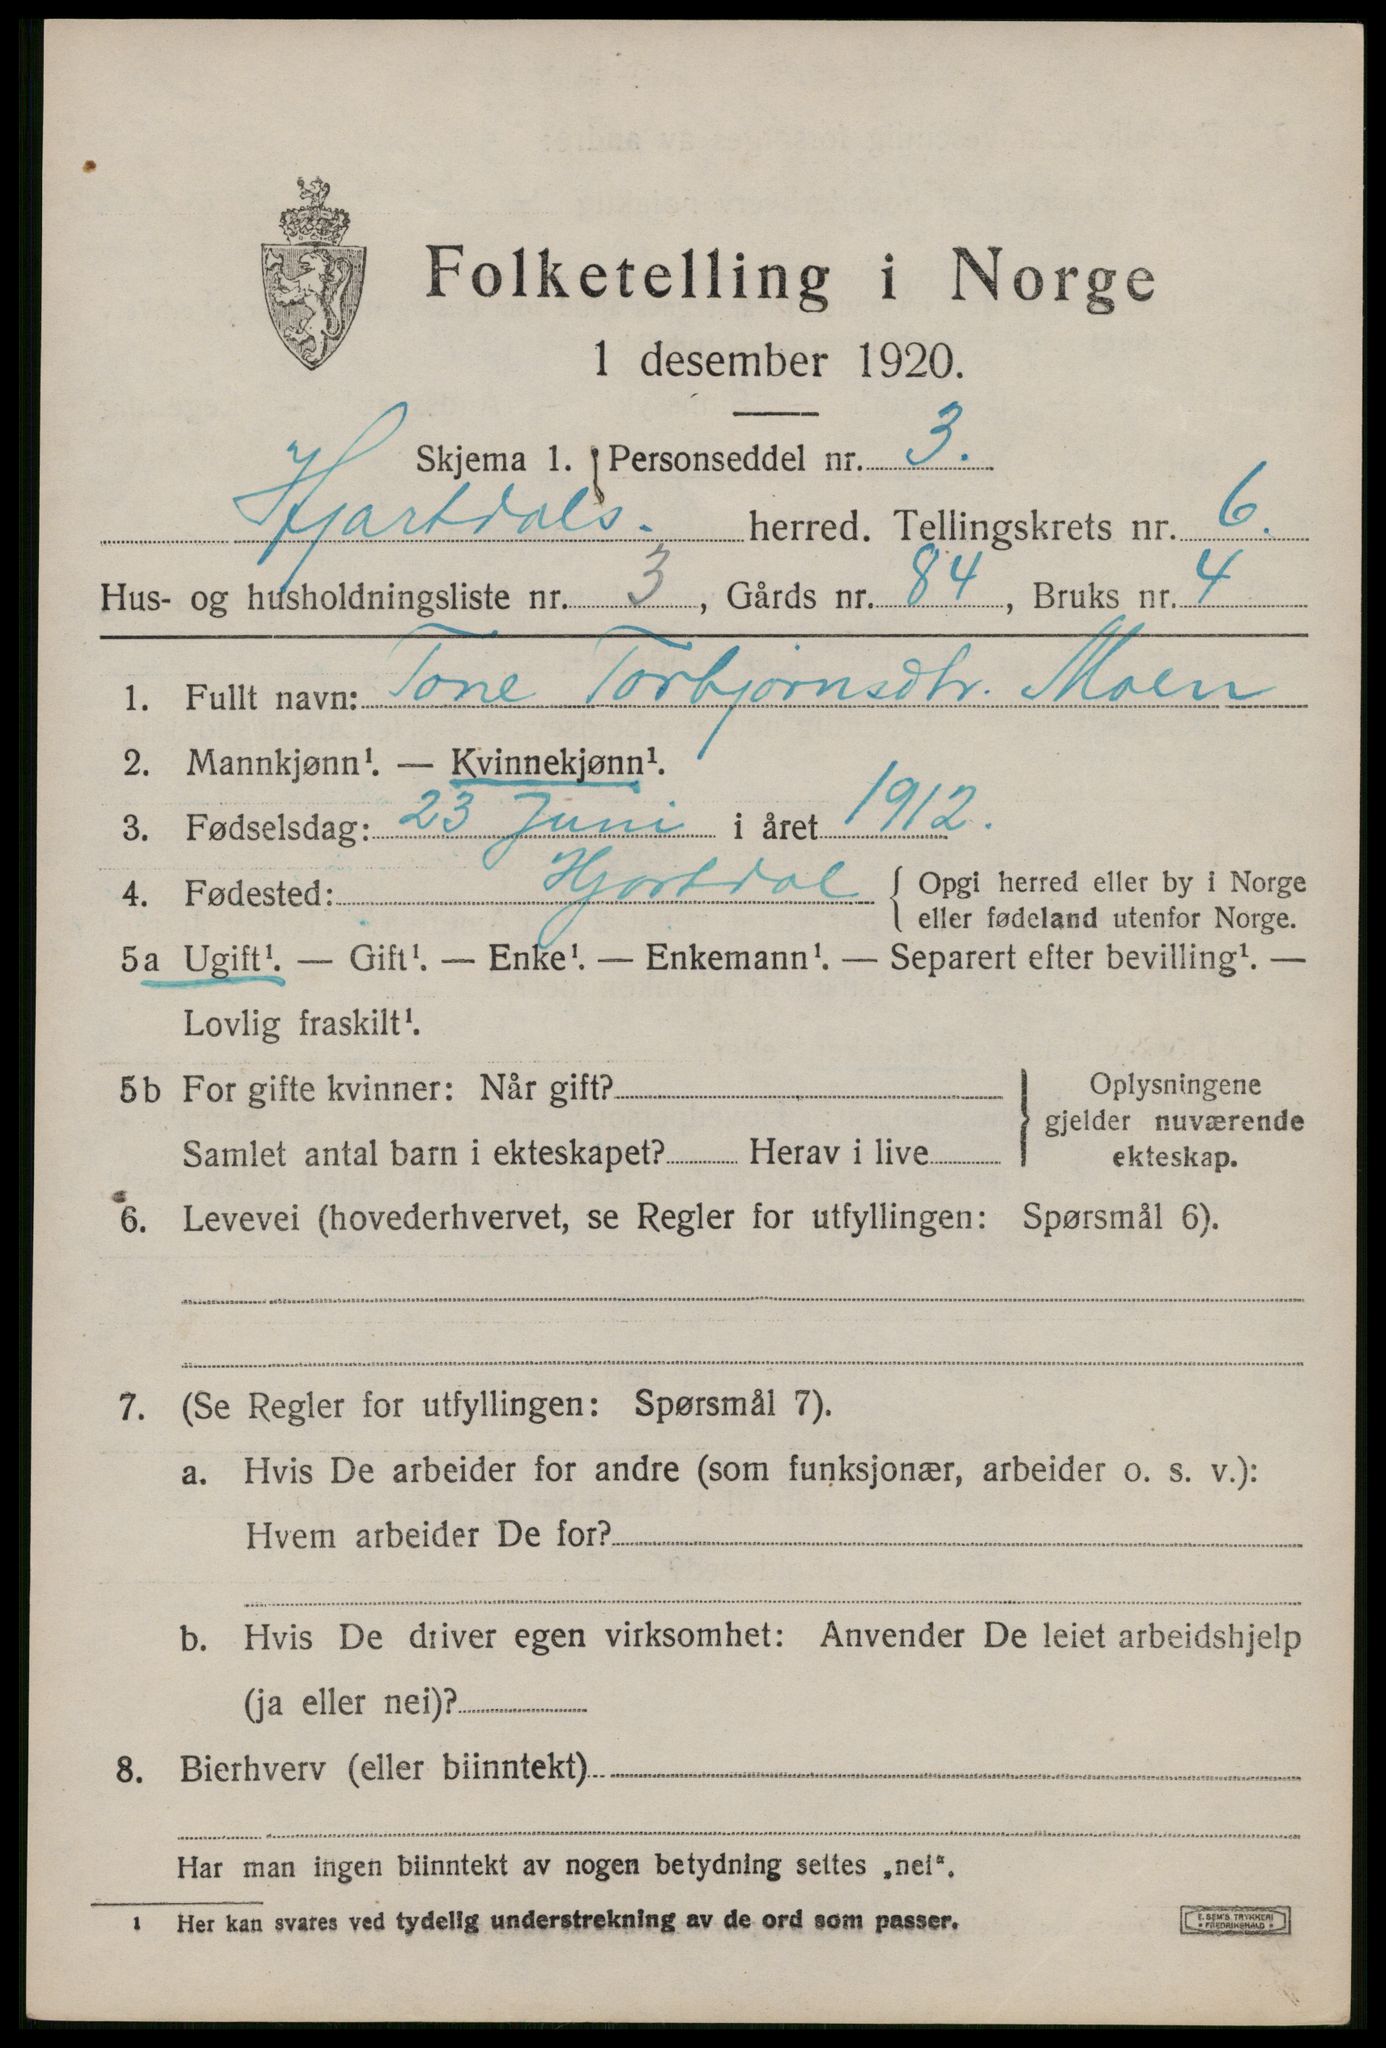 Folketelling i Norge
1 desember 1920.
Skjema 1. Personseddel nr. 3.
Hjartdals. herred. Tellingskrets nr. 6.
Hus- og husholdningsliste nr. 3, Gårds nr. 84, Bruks nr. 4
1. Fullt navn: Tone Torbjørnsdtr. Moen
2. Mannkjønn¹. — Kvinnekjønn¹.
3. Fødselsdag: 23 Juni i året 1912.
4. Fødested: Hjartdal { Opgi herred eller by i Norge
eller fødeland utenfor Norge.
5a Ugift¹. — Gift¹. — Enke¹. — Enkemann¹. — Separert efter bevilling¹. —
Lovlig fraskilt¹.
5b For gifte kvinner: Når gift? } Oplysningene
gjelder nuværende
Samlet antal barn i ekteskapet? Herav i live ekteskap.
6. Levevei (hovederhvervet, se Regler for utfyllingen: Spørsmål 6).
7. (Se Regler for utfyllingen: Spørsmål 7).
a. Hvis De arbeider for andre (som funksjonær, arbeider o. s. v.):
Hvem arbeider De for?
b. Hvis De driver egen virksomhet: Anvender De leiet arbeidshjelp
(ja eller nei)?
8. Bierhverv (eller biinntekt)
Har man ingen biinntekt av nogen betydning settes „nei“.
1 Her kan svares ved tydelig understrekning av de ord som passer.
E. SEM'S TRYKKERI
FREDRIKSHALD